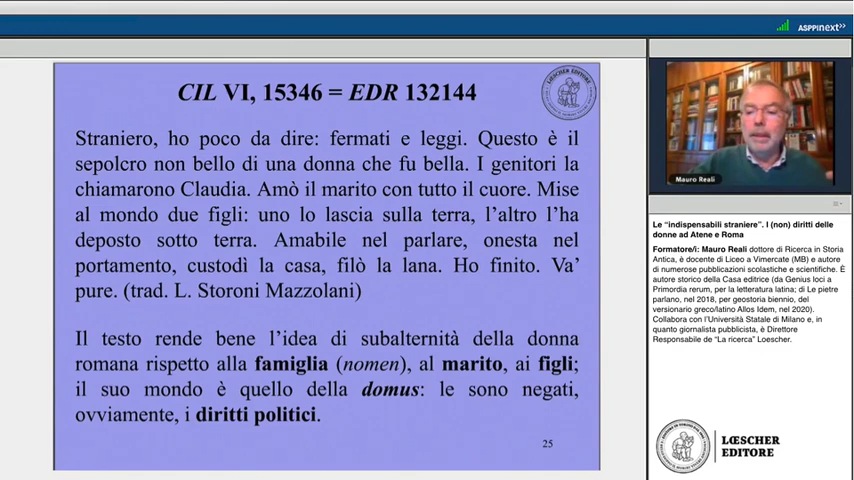 ASPPInext>>
CIL VI, 15346 = EDR 132144
Straniero, ho poco da dire: fermati e leggi. Questo è il
sepolcro non bello di una donna che fu bella. I genitori la
chiamarono Claudia. Amò il marito con tutto il cuore. Mise
al mondo due figli: uno lo lascia sulla terra, l'altro l'ha
deposto sotto terra. Amabile nel parlare, onesta nel
portamento, custodì la casa, filò la lana. Ho finito. Va'
pure. (trad. L. Storoni Mazzolani)
Il testo rende bene l'idea di subalternità della donna
romana rispetto alla famiglia (nomen), al marito, ai figli;
il suo mondo è quello della domus: le sono negati,
ovviamente, i diritti politici.
25
Mauro Reali
Le "indispensabili straniere". I (non) diritti delle
donne ad Atene e Roma
Formatore/i: Mauro Reali dottore di Ricerca in Storia
Antica, è docente di Liceo a Vimercate (MB) e autore
di numerose pubblicazioni scolastiche e scientifiche. È
autore storico della Casa editrice (da Genius loci a
Primordia rerum, per la letteratura latina; di Le pietre
parlano, nel 2018, per geostoria biennio, del
versionario greco/latino Allos Idem, nel 2020).
Collabora con l'Università Statale di Milano e, in
quanto giornalista pubblicista, è Direttore
Responsabile de "La ricerca" Loescher.
LŒSCHER
EDITORE